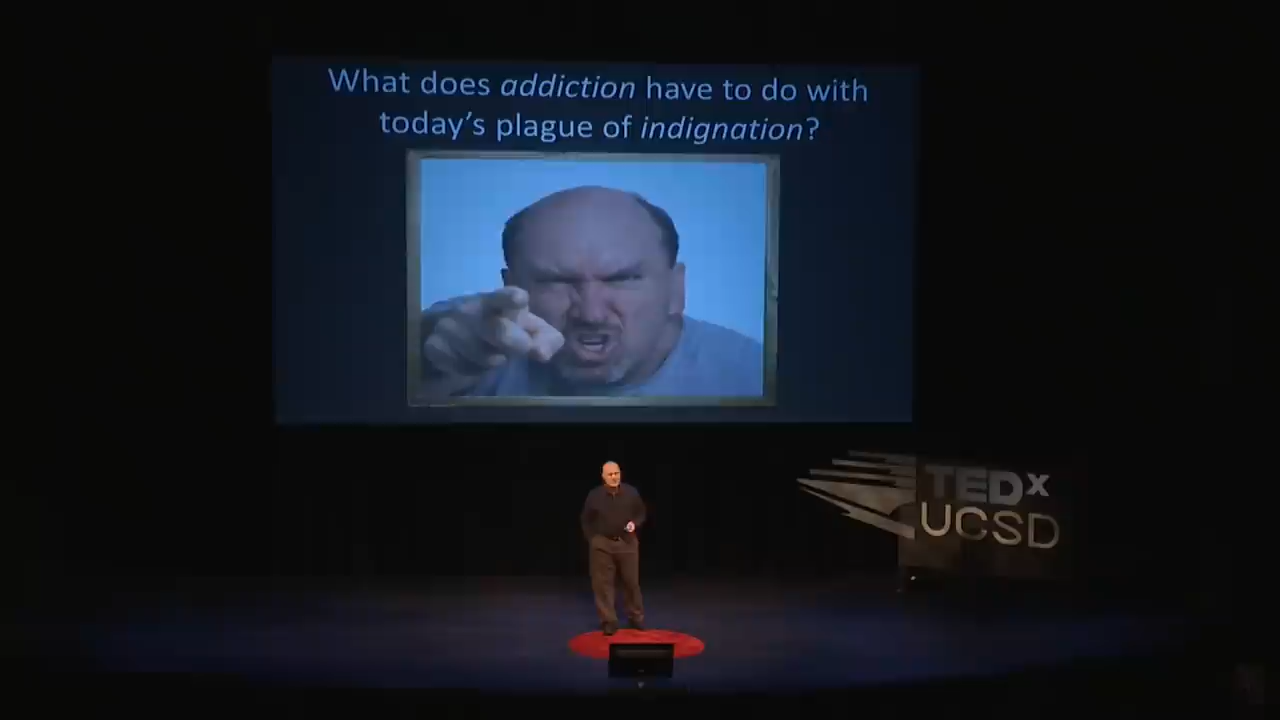 What does addiction have to do with
today's plague of indignation?
TEDx
UCSD